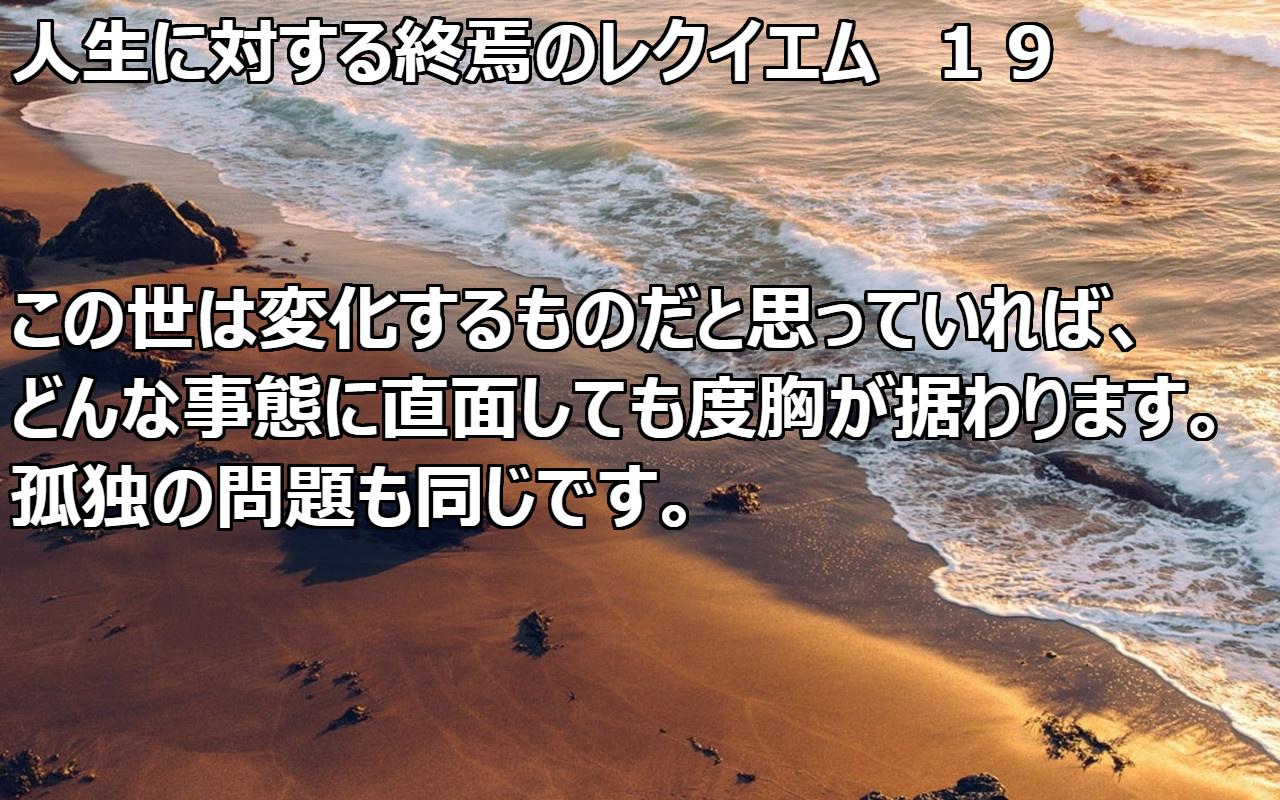 人生に対する終焉のレクイエム　１９
この世は変化するものだと思っていれば、
どんな事態に直面しても度胸が据わります。
孤独の問題も同じです。